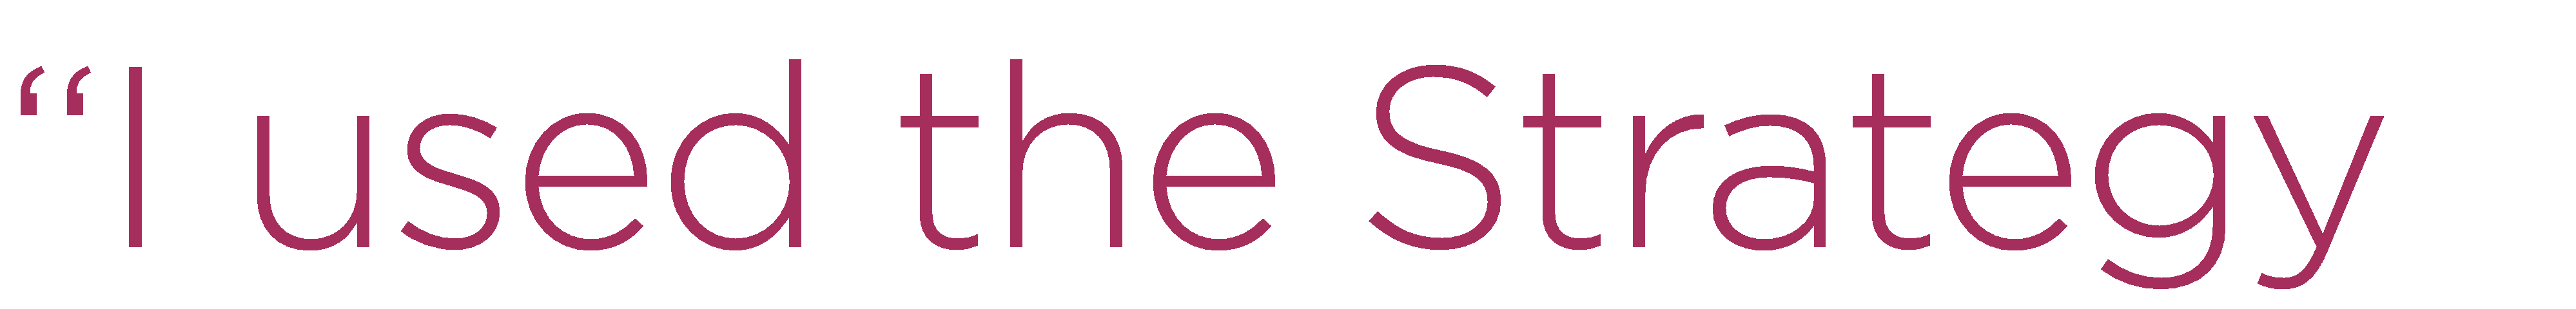 “I used the Strategy